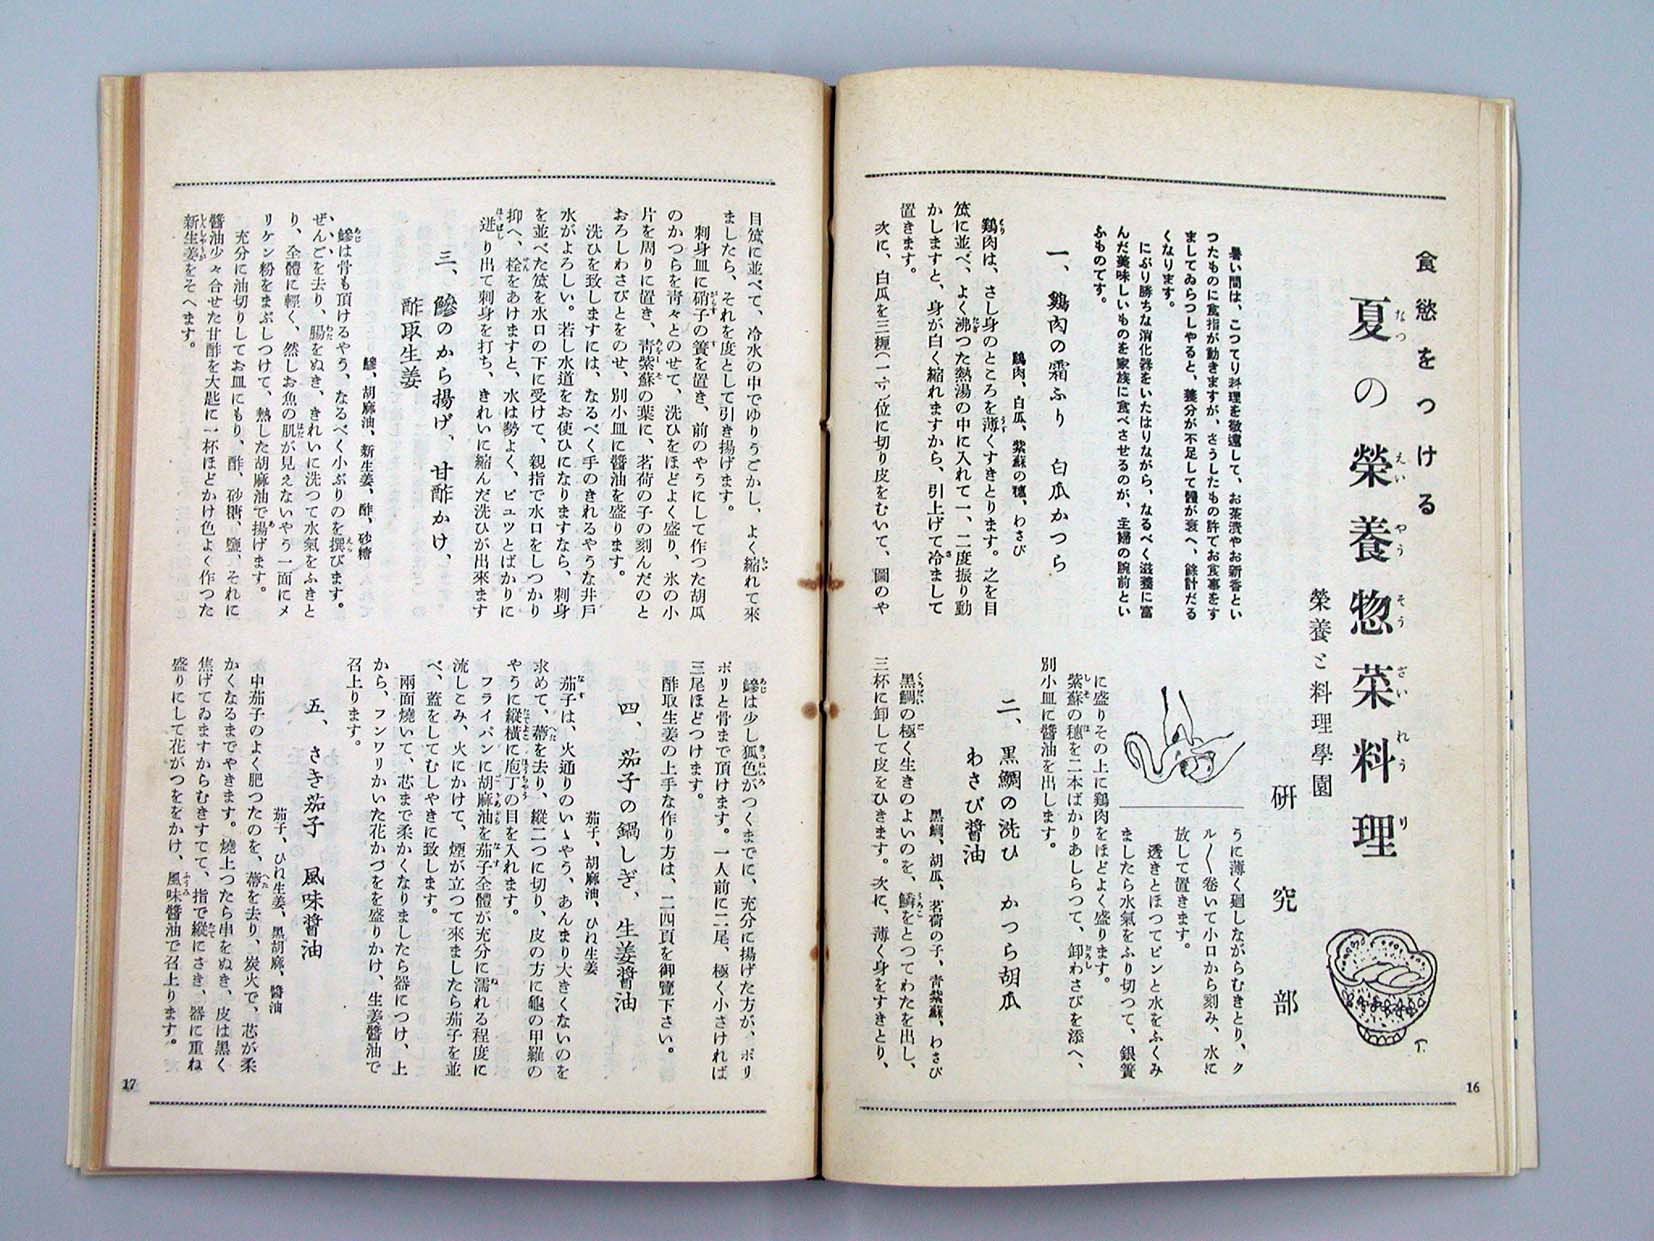 食慾をつける
夏の榮養惣菜料理
榮養と料理學園
研究部
暑い間は、こつてり料理を敬遠して、お茶漬やお新香とい
つたものに食指が動きますが、さうしたもの許でお食事をす
ましてゐらつしやると、養分が不足して體が衰へ、餘計だる
くなります。
にぶり勝ちな消化器をいたはりながら、なるべく滋養に富
んだ美味しいものを家族に食べさせるのが、主婦の腕前とい
ふものです。
一、鷄肉の霜ふり 白瓜かつら
鷄肉、白瓜、紫蘇の穗、わさび
鷄肉は、さし身のところを薄くすきとります。之を目
笊に並べ、よく沸つた熱湯の中に入れて一、二度振り動
かしますと、身が白く縮れますから、引上げて冷まして
置きます。
次に、白瓜を三糎(一寸)位に切り皮をむいて、圖のや
うに薄く廻しながらむきとり、ク
ル〳〵卷いて小口から刻み、水に
放して置きます。
透きとほつてピンと水をふくみ
ましたら水氣をふり切つて、銀簀
に盛りその上に鷄肉をほどよく盛ります。
紫蘇の穗を二本ばかりあしらつて、卸わさびを添へ、
別小皿に醬油を出します。
二、黑鯛の洗ひ かつら胡瓜
わさび醬油
黑鯛、胡瓜、茗荷の子、靑紫蘇、わさび
黑鯛の極く生きのよいのを、鱗をとつてわたを出し、
三杯に卸して皮をひきます。次に、薄く身をすきとり、
16
目笊に並べて、冷水の中でゆりうごかし、よく縮れて來
ましたら、それを度として引き揚げます。
刺身皿に硝子の簀を置き、前のやうにして作つた胡瓜
のかつらを靑々とのせて、洗ひをほどよく盛り、氷の小
片を周りに置き、靑紫蘇の葉に、茗荷の子の刻んだのと
おろしわさびとをのせ、別小皿に醬油を盛ります。
洗ひを致しますには、なるべく手のきれるやうな井戸
水がよろしい。若し水道をお使ひになりますなら、刺身
を並べた笊を水口の下に受けて、親指で水口をしつかり
抑へ、栓をあけますと、水は勢よく、ピユツとばかりに
迸り出て刺身を打ち、きれいに縮んだ洗ひが出來ます
三、鰺のから揚げ、甘酢かけ、
酢取生姜
鰺、胡麻油、新生姜、酢、砂糖
鰺は骨も頂けるやう、なるべく小ぶりのを撰びます。
ぜんごを去り、腸をぬき、きれいに洗つて水氣をふきと
り、全體に輕く、然しお魚の肌が見えないやう一面にメ
リケン粉をまぶしつけて、熱した胡麻油で揚げます。
充分に油切りしてお皿にもり、酢、砂糖、鹽、それに
醬油少々合せた甘酢を大匙に一杯ほどかけ色よく作つた
新生姜をそへます。
鰺は少し狐色がつくまでに、充分に揚げた方が、ポリ
ポリと骨まで頂けます。一人前に二尾、極く小さければ
三尾ほどつけます。
酢取生姜の上手な作り方は、二四頁を御覽下さい。
四、茄子の鍋しぎ、生姜醬油
茄子、胡麻油、ひね生姜
茄子は、火通りのいゝやう、あんまり大きくないのを
求めて、蔕を去り、縱二つに切り、皮の方に龜の甲羅の
やうに縱横に庖丁の目を入れます。
フライパンに胡麻油を茄子全體が充分に濡れる程度に
流しこみ、火にかけて、煙が立つて來ましたら茄子を並
べ、蓋をしてむしやきに致します。
兩面燒いて、芯まで柔かくなりましたら器につけ、上
から、フンワリかいた花かづをを盛りかけ、生姜醬油で
召上ります。
五、さき茄子 風味醬油
茄子、ひね生姜、黑胡麻、醬油
中茄子のよく肥つたのを、蔕を去り、炭火で、芯が柔
かくなるまでやきます。燒上つたら串をぬき、皮は黑く
焦げてゐますからむきすてて、指で縱にさき、器に重ね
盛りにして花がつををかけ、風味醬油で召上ります。
17